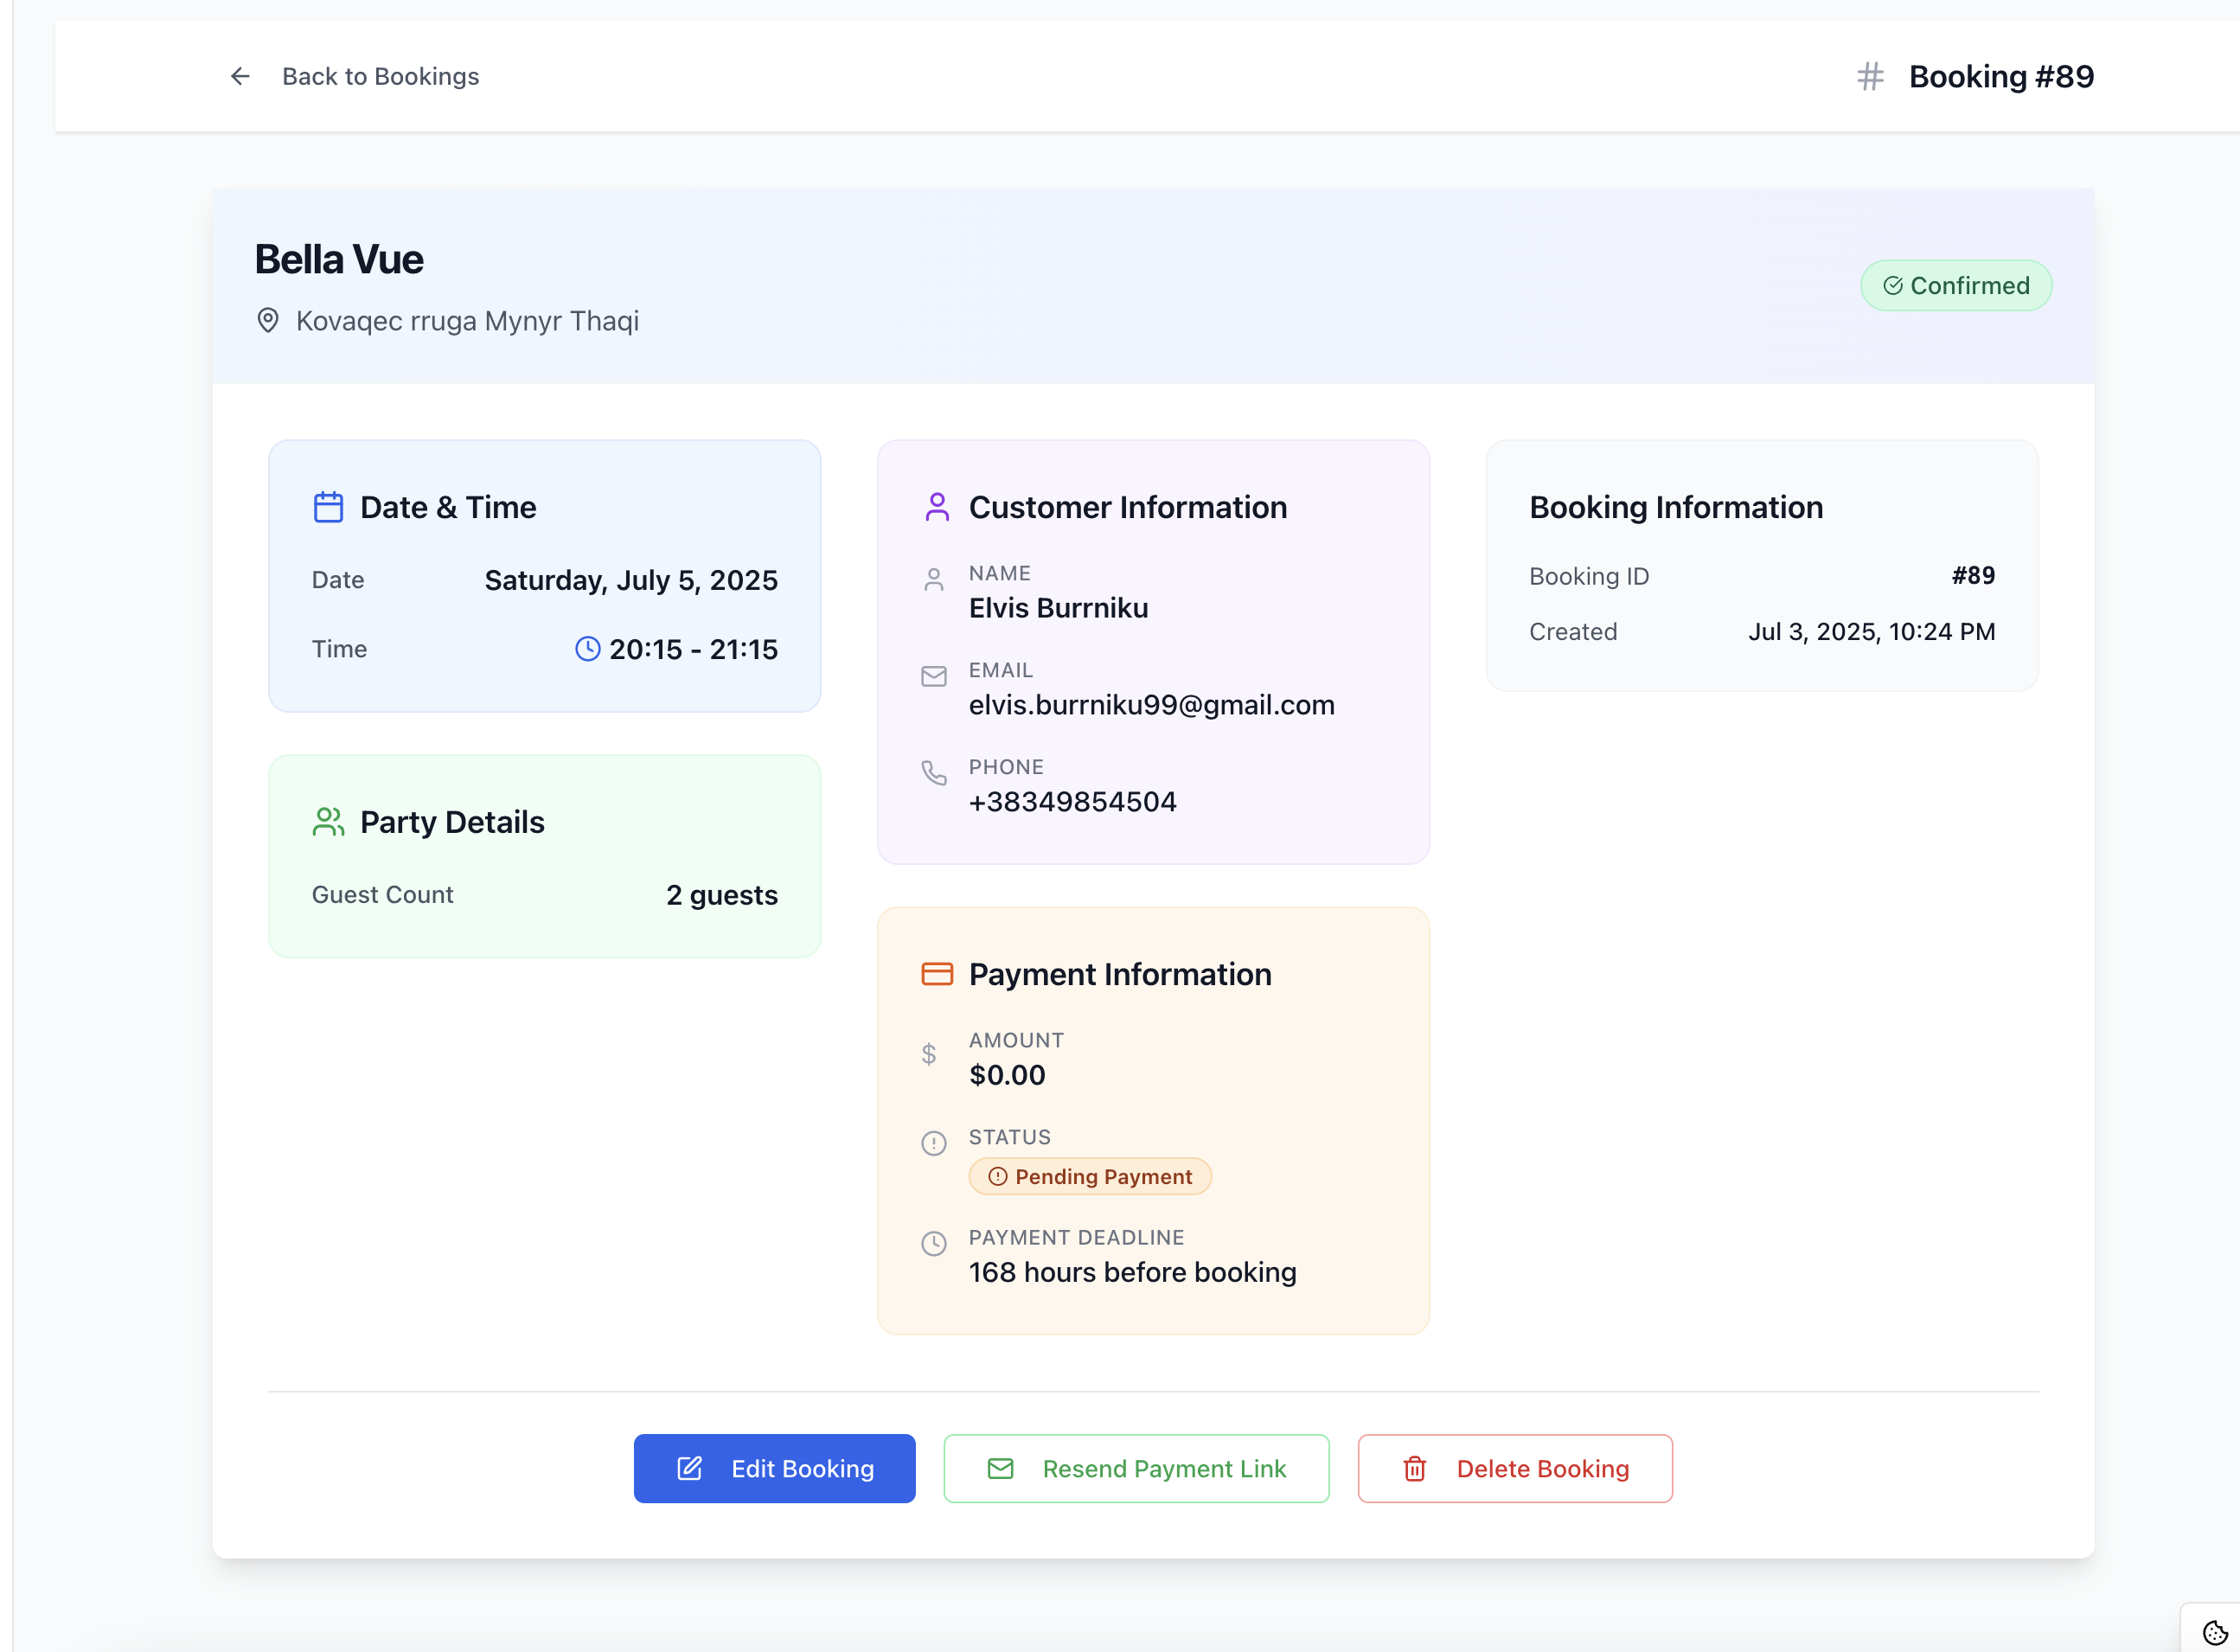 Back to Bookings
Booking #89
Bella Vue
Kovaqec rruga Mynyr Thaqi
Confirmed
Date & Time
Date Saturday, July 5, 2025
Time 20:15 - 21:15
Party Details
Guest Count 2 guests
Customer Information
NAME
Elvis Burrniku
EMAIL
elvis.burrniku99@gmail.com
PHONE
+38349854504
Payment Information
$
AMOUNT
$0.00
STATUS
Pending Payment
PAYMENT DEADLINE
168 hours before booking
Booking Information
Booking ID #89
Created Jul 3, 2025, 10:24 PM
Edit Booking
Resend Payment Link
Delete Booking